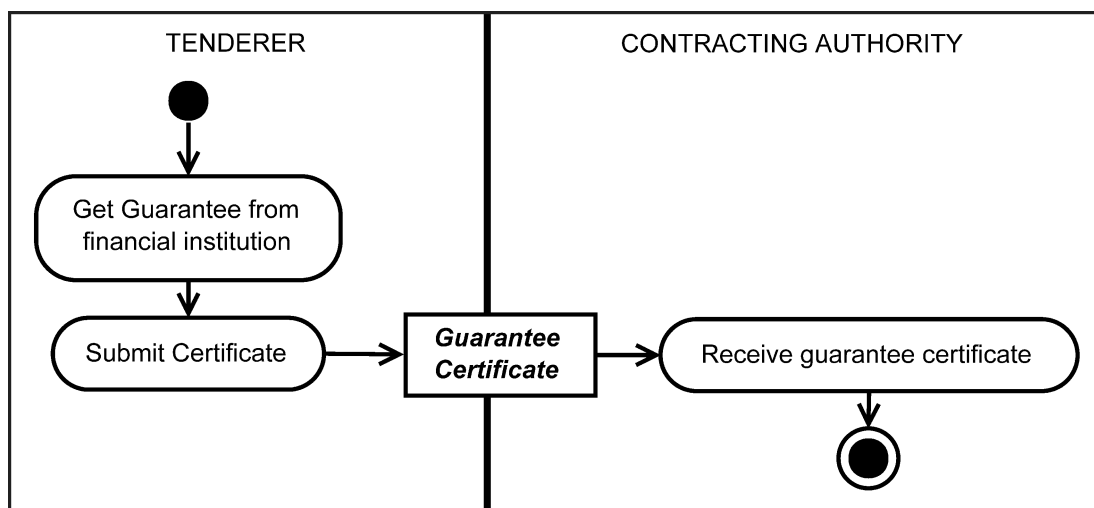 TENDERER
CONTRACTING AUTHORITY
Get Guarantee from
financial institution
Submit Certificate
Guarantee
Certificate
Receive guarantee certificate